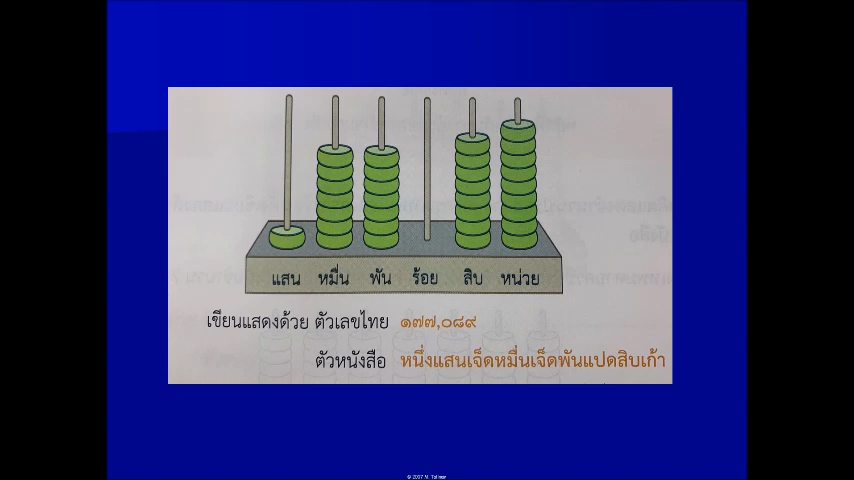 แสน หมื่น พัน ร้อย สิบ หน่วย
เขียนแสดงด้วย ตัวเลขไทย ๑๗๗,๐๘๙
ตัวหนังสือ หนึ่งแสนเจ็ดหมื่นเจ็ดพันแปดสิบเก้า